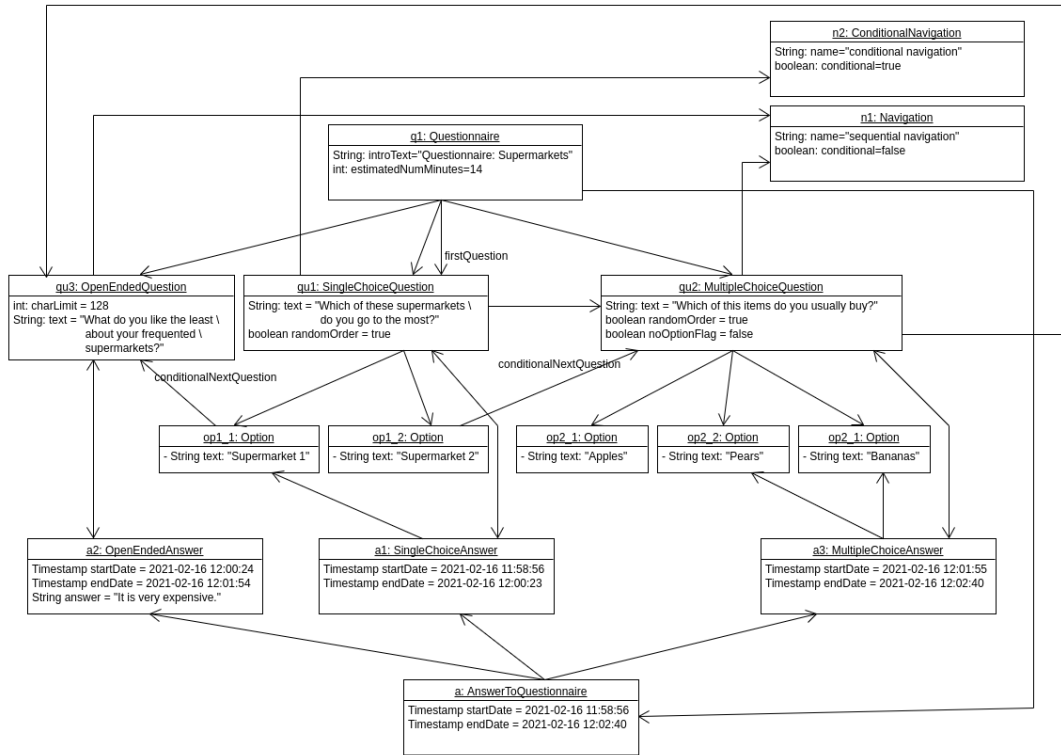 n2: ConditionalNavigation
String: name="conditional navigation"
boolean: conditional=true
n1: Navigation
String: name="sequential navigation"
boolean: conditional=false
q1: Questionnaire
String: introText="Questionnaire: Supermarkets"
int: estimatedNumMinutes=14
firstQuestion
qu3: OpenEndedQuestion
int: charLimit = 128
String: text = "What do you like the least \
about your frequented \
supermarkets?"
qu1: SingleChoiceQuestion
String: text = "Which of these supermarkets \
do you go to the most?"
boolean randomOrder = true
qu2: MultipleChoiceQuestion
String: text = "Which of this items do you usually buy?"
boolean randomOrder = true
boolean noOptionFlag = false
conditionalNextQuestion
conditionalNextQuestion
op1_1: Option
- String text: "Supermarket 1"
op1_2: Option
- String text: "Supermarket 2"
op2_1: Option
- String text: "Apples"
op2_2: Option
- String text: "Pears"
op2_1: Option
- String text: "Bananas"
a2: OpenEndedAnswer
Timestamp startDate = 2021-02-16 12:00:24
Timestamp endDate = 2021-02-16 12:01:54
String answer = "It is very expensive."
a1: SingleChoiceAnswer
Timestamp startDate = 2021-02-16 11:58:56
Timestamp endDate = 2021-02-16 12:00:23
a3: MultipleChoiceAnswer
Timestamp startDate = 2021-02-16 12:01:55
Timestamp endDate = 2021-02-16 12:02:40
a: AnswerToQuestionnaire
Timestamp startDate = 2021-02-16 11:58:56
Timestamp endDate = 2021-02-16 12:02:40